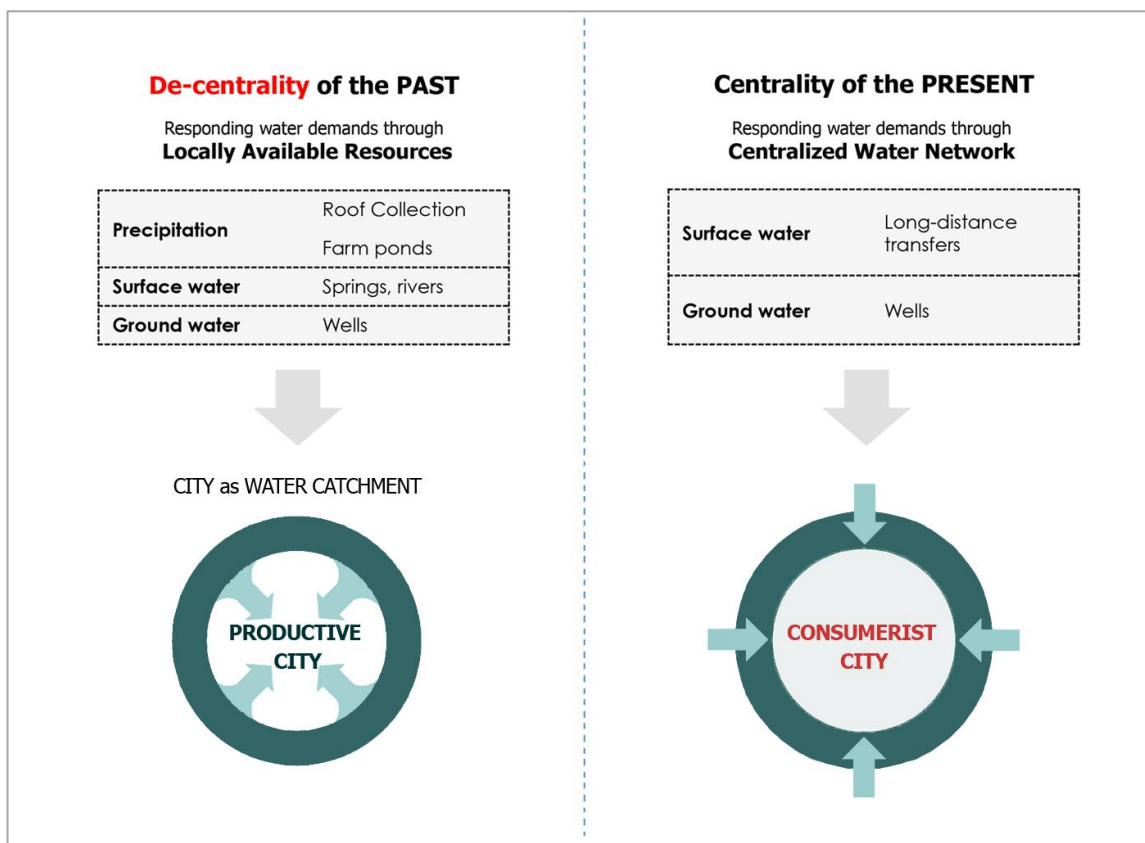 De-centrality of the PAST
Responding water demands through
Locally Available Resources
Precipitation
Roof Collection
Farm ponds
Surface water
Springs, rivers
Ground water
Wells
CITY as WATER CATCHMENT
PRODUCTIVE
CITY
Centrality of the PRESENT
Responding water demands through
Centralized Water Network
Surface water
Long-distance
transfers
Ground water
Wells
CONSUMERIST
CITY